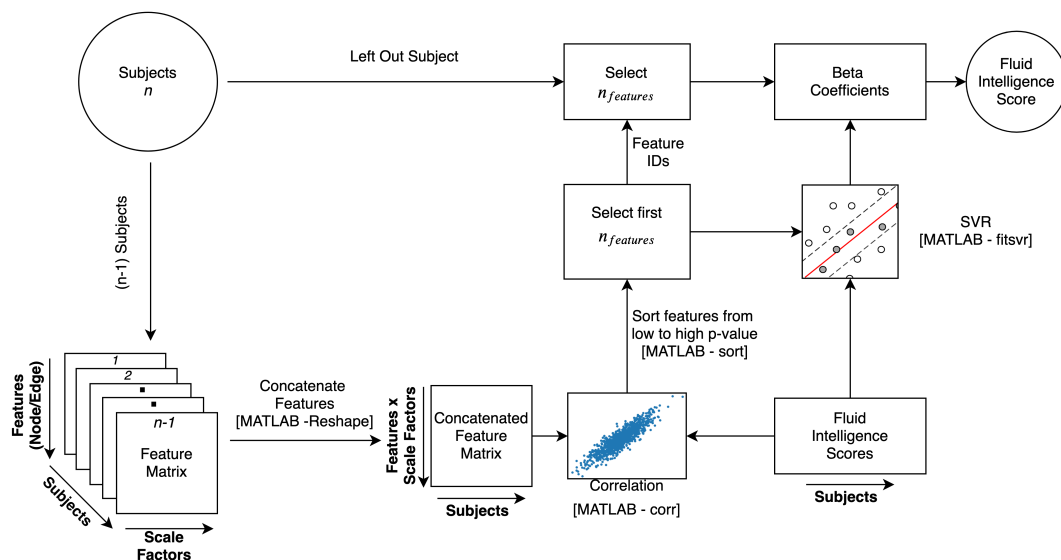 Subjects
n
Left Out Subject
Select
n_features
Beta
Coefficients
Fluid
Intelligence
Score
Feature
IDs
(n-1) Subjects
Select first
n_features
SVR
[MATLAB - fitsvr]
Sort features from
low to high p-value
[MATLAB - sort]
Features
(Node/Edge)
1
2
n-1
Feature
Matrix
Subjects
Scale
Factors
Concatenate
Features
[MATLAB -Reshape]
Features x
Scale Factors
Concatenated
Feature
Matrix
Subjects
Correlation
[MATLAB - corr]
Fluid
Intelligence
Scores
Subjects